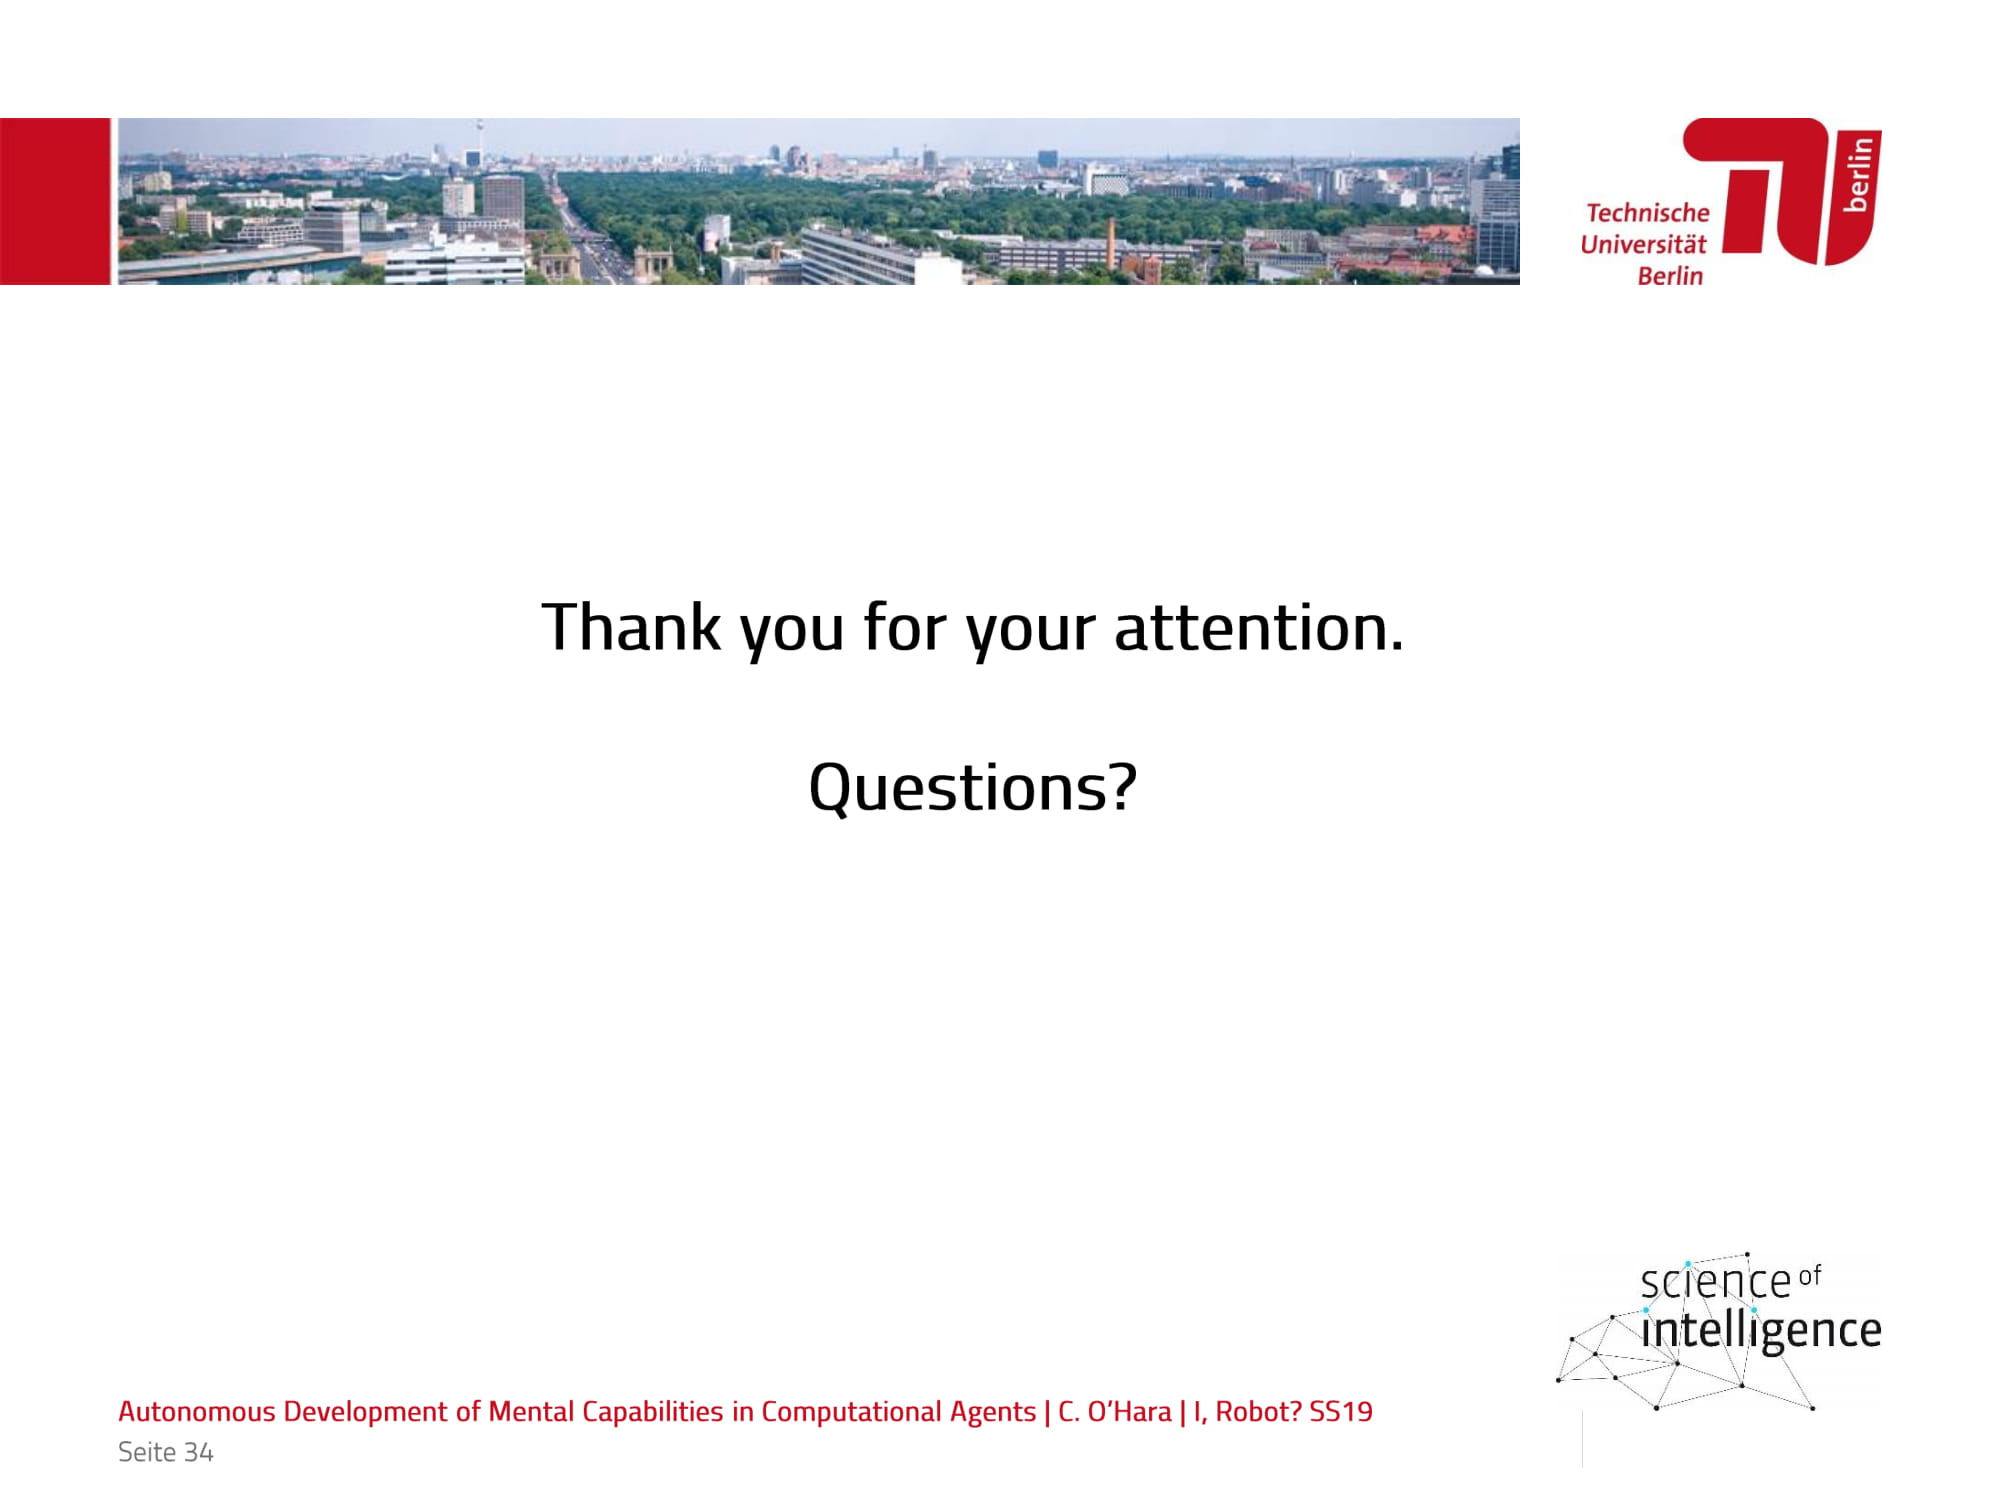 Technische
Universität
Berlin
berlin
Thank you for your attention.
Questions?
science of
intelligence
Autonomous Development of Mental Capabilities in Computational Agents | C. O’Hara | I, Robot? SS19
Seite 34